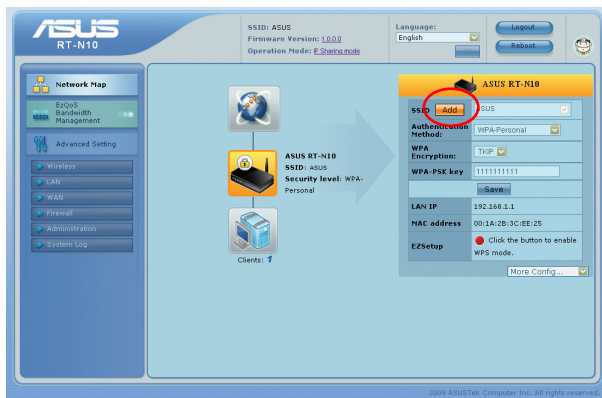 ASUS
RT-N10
SSID: ASUS
Firmware Version: 1.0.0.0
Operation Mode: IP Sharing mode
Language:
English
Logout
Reboot
Network Map
EzQoS
Bandwidth
Management
Advanced Setting
Wireless
LAN
WAN
Firewall
Administration
System Log
ASUS RT-N10
SSID: ASUS
Security level: WPA-
Personal
Clients: 1
ASUS RT-N10
SSID Add ASUS
Authentication
Method: WPA-Personal
WPA
Encryption: TKIP
WPA-PSK key 1111111111
Save
LAN IP 192.168.1.1
MAC address 00:1A:2B:3C:EE:25
EZSetup Click the button to enable
WPS mode.
More Config...
2009 ASUSTek Computer Inc. All rights reserved.